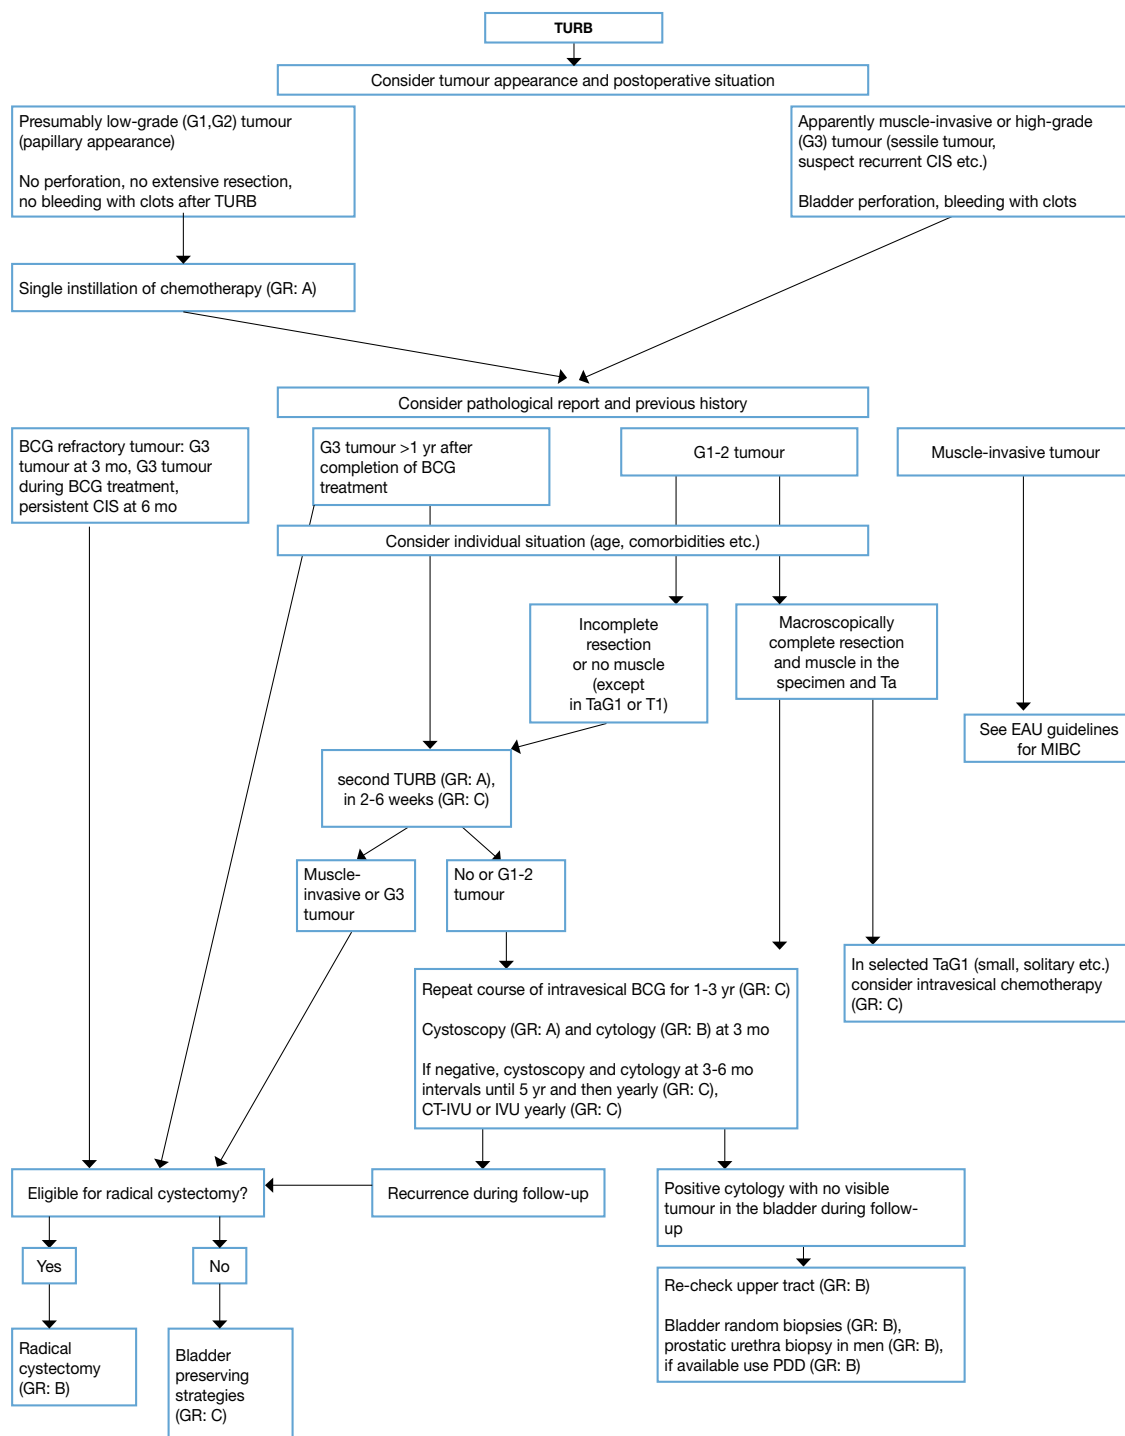 TURB
Consider tumour appearance and postoperative situation
Presumably low-grade (G1,G2) tumour
(papillary appearance)
No perforation, no extensive resection,
no bleeding with clots after TURB
Apparently muscle-invasive or high-grade
(G3) tumour (sessile tumour,
suspect recurrent CIS etc.)
Bladder perforation, bleeding with clots
Single instillation of chemotherapy (GR: A)
Consider pathological report and previous history
BCG refractory tumour: G3
tumour at 3 mo, G3 tumour
during BCG treatment,
persistent CIS at 6 mo
G3 tumour >1 yr after
completion of BCG
treatment
G1-2 tumour
Muscle-invasive tumour
Consider individual situation (age, comorbidities etc.)
Incomplete
resection
or no muscle
(except
in TaG1 or T1)
Macroscopically
complete resection
and muscle in the
specimen and Ta
See EAU guidelines
for MIBC
second TURB (GR: A),
in 2-6 weeks (GR: C)
Muscle-
invasive or G3
tumour
No or G1-2
tumour
In selected TaG1 (small, solitary etc.)
consider intravesical chemotherapy
(GR: C)
Repeat course of intravesical BCG for 1-3 yr (GR: C)
Cystoscopy (GR: A) and cytology (GR: B) at 3 mo
If negative, cystoscopy and cytology at 3-6 mo
intervals until 5 yr and then yearly (GR: C),
CT-IVU or IVU yearly (GR: C)
Eligible for radical cystectomy?
Recurrence during follow-up
Positive cytology with no visible
tumour in the bladder during follow-
up
Yes
No
Re-check upper tract (GR: B)
Bladder random biopsies (GR: B),
prostatic urethra biopsy in men (GR: B),
if available use PDD (GR: B)
Radical
cystectomy
(GR: B)
Bladder
preserving
strategies
(GR: C)